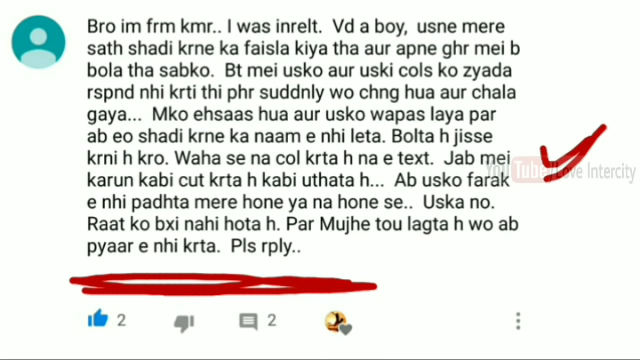 Bro im frm kmr.. I was inrelt. Vd a boy, usne mere
sath shadi krne ka faisla kiya tha aur apne ghr mei b
bola tha sabko. Bt mei usko aur uski cols ko zyada
rspnd nhi krti thi phr suddnly wo chng hua aur chala
gaya... Mko ehsaas hua aur usko wapas laya par
ab eo shadi krne ka naam e nhi leta. Bolta h jisse
krni h kro. Waha se na col krta h na e text. Jab mei
YouTube/Love Intercity
karun kabi cut krta h kabi uthata h... Ab usko farak
e nhi padhta mere hone ya na hone se.. Uska no.
Raat ko bxi nahi hota h. Par Mujhe tou lagta h wo ab
pyaar e nhi krta. Pls rply..
2 2